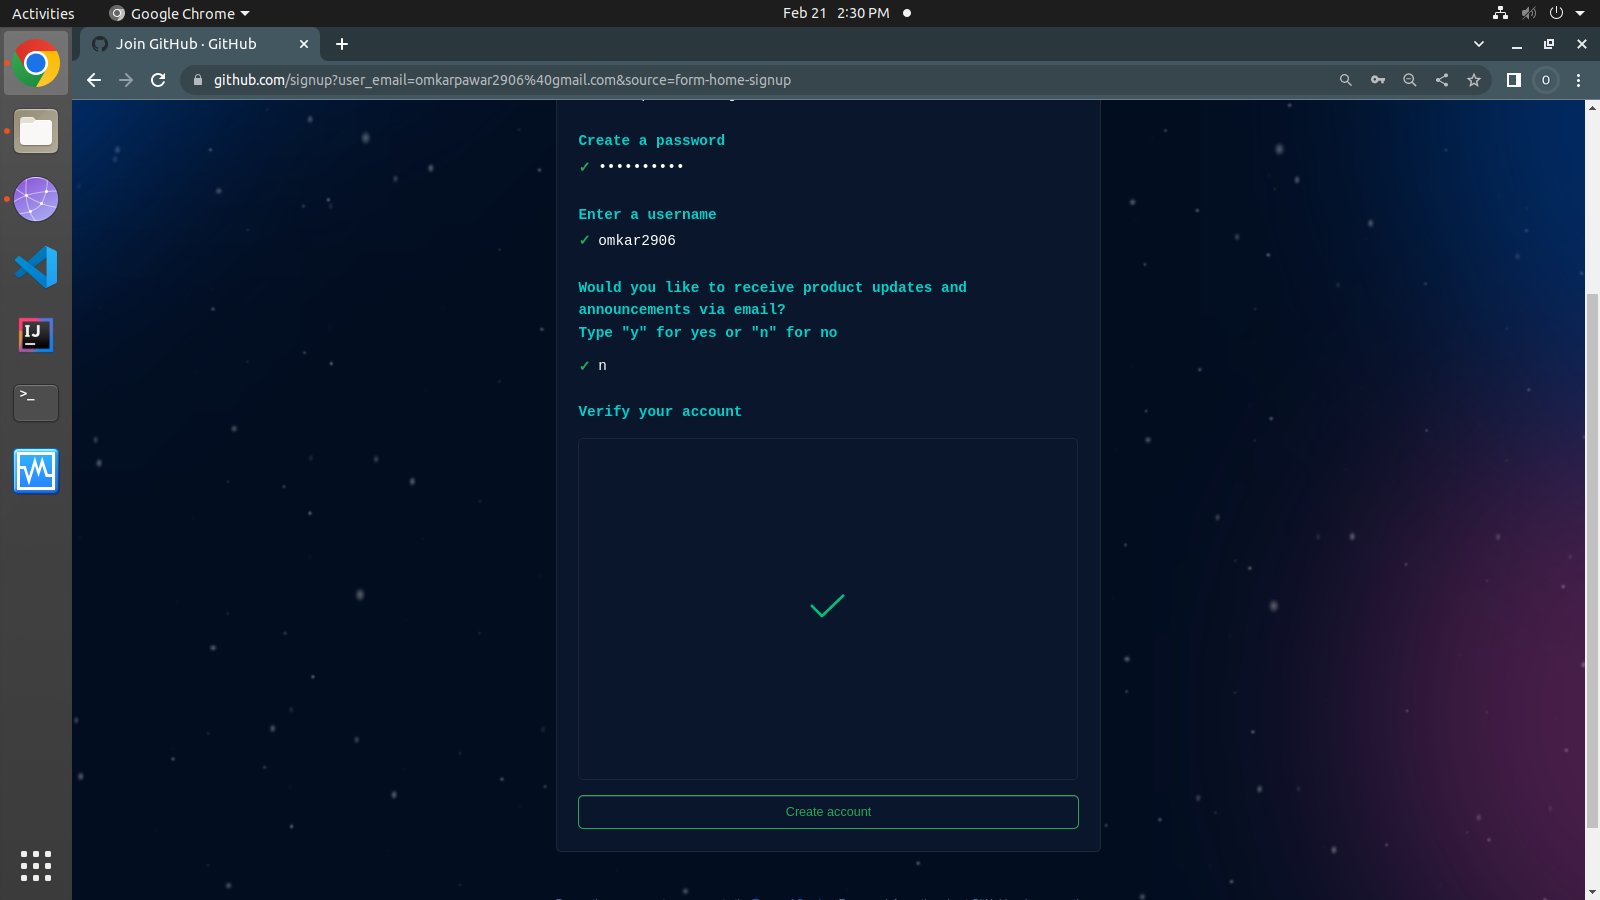 Activities
Google Chrome
Feb 21 2:30 PM
Join GitHub · GitHub
github.com/signup?user_email=omkarpawar2906%40gmail.com&source=form-home-signup
O
Create a password
✓ ••••••••••
Enter a username
✓ omkar2906
Would you like to receive product updates and
announcements via email?
Type "y" for yes or "n" for no
✓ n
IJ
>_
Verify your account
Create account